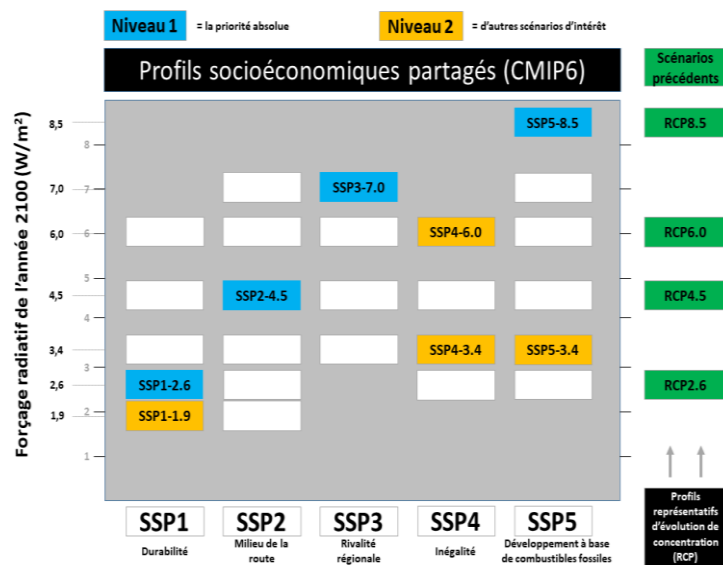 Niveau 1 = la priorité absolue
Niveau 2 = d'autres scénarios d'intérêt
Profils socioéconomiques partagés (CMIP6)
Scénarios
précédents
Forçage radiatif de l'année 2100 (W/m²)
8,5 SSP5-8.5 RCP8.5
8
7,0 7 SSP3-7.0
6,0 6 SSP4-6.0 RCP6.0
5
4,5 SSP2-4.5 RCP4.5
4
3,4 SSP4-3.4 SSP5-3.4
3
2,6 SSP1-2.6 RCP2.6
1,9 2 SSP1-1.9
1
SSP1 SSP2 SSP3 SSP4 SSP5
Durabilité
Milieu de la
route
Rivalité
régionale
Inégalité
Développement à base
de combustibles fossiles
Profils
représentatifs
d'évolution de
concentration
(RCP)